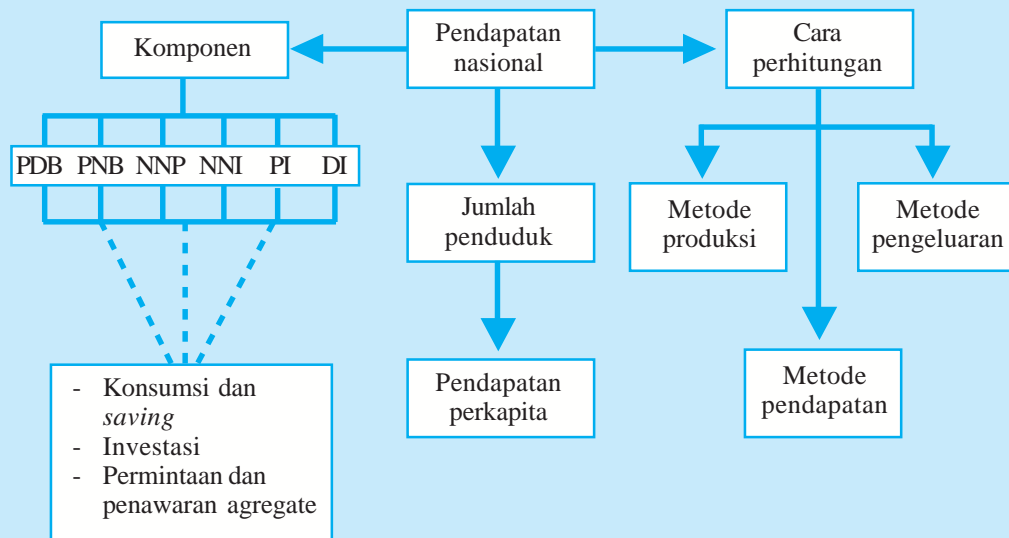 Komponen
Pendapatan
nasional
Cara
perhitungan
PDB PNB NNP NNI PI DI
Jumlah
penduduk
Metode
produksi
Metode
pengeluaran
- Konsumsi dan
saving
- Investasi
- Permintaan dan
penawaran agregate
Pendapatan
perkapita
Metode
pendapatan